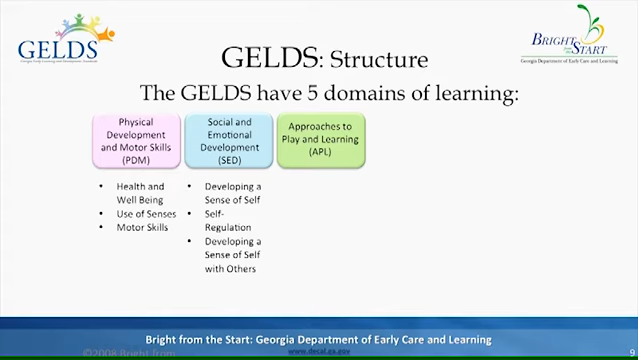 GELDS
GELDS: Structure
BRIGHT
from the
START
Georgia Department of Early Care and Learning
The GELDS have 5 domains of learning:
Physical
Development
and Motor Skills
(PDM)
Social and
Emotional
Development
(SED)
Approaches to
Play and Learning
(APL)
• Health and
Well Being
• Use of Senses
• Motor Skills
• Developing a
Sense of Self
• Self-
Regulation
• Developing a
Sense of Self
with Others
Bright from the Start: Georgia Department of Early Care and Learning
©2008 Bright from
www.decal.ga.gov
9